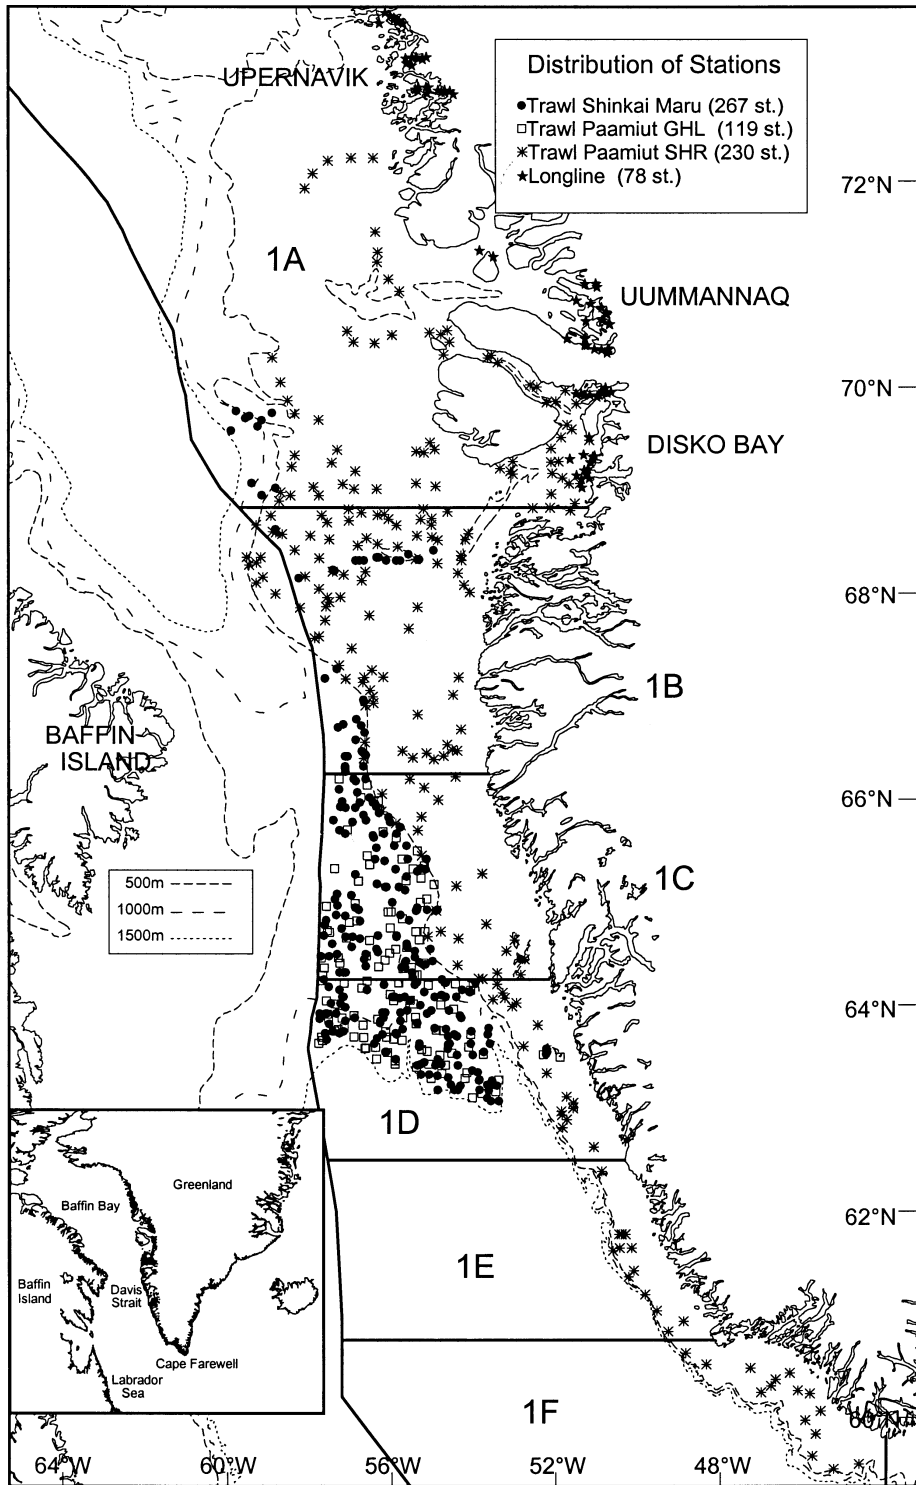 UPERNAVIK
Distribution of Stations
Trawl Shinkai Maru (267 st.)
Trawl Paamiut GHL (119 st.)
Trawl Paamiut SHR (230 st.)
Longline (78 st.)
72°N
1A
UUMMANNAQ
70°N
DISKO BAY
68°N
1B
BAFFIN
ISLAND
66°N
500m
1000m
1500m
1C
64°N
1D
Greenland
Baffin Bay
62°N
1E
Baffin
Island
Davis
Strait
Cape Farewell
Labrador
Sea
1F
60°N
64°W 60°W 56°W 52°W 48°W